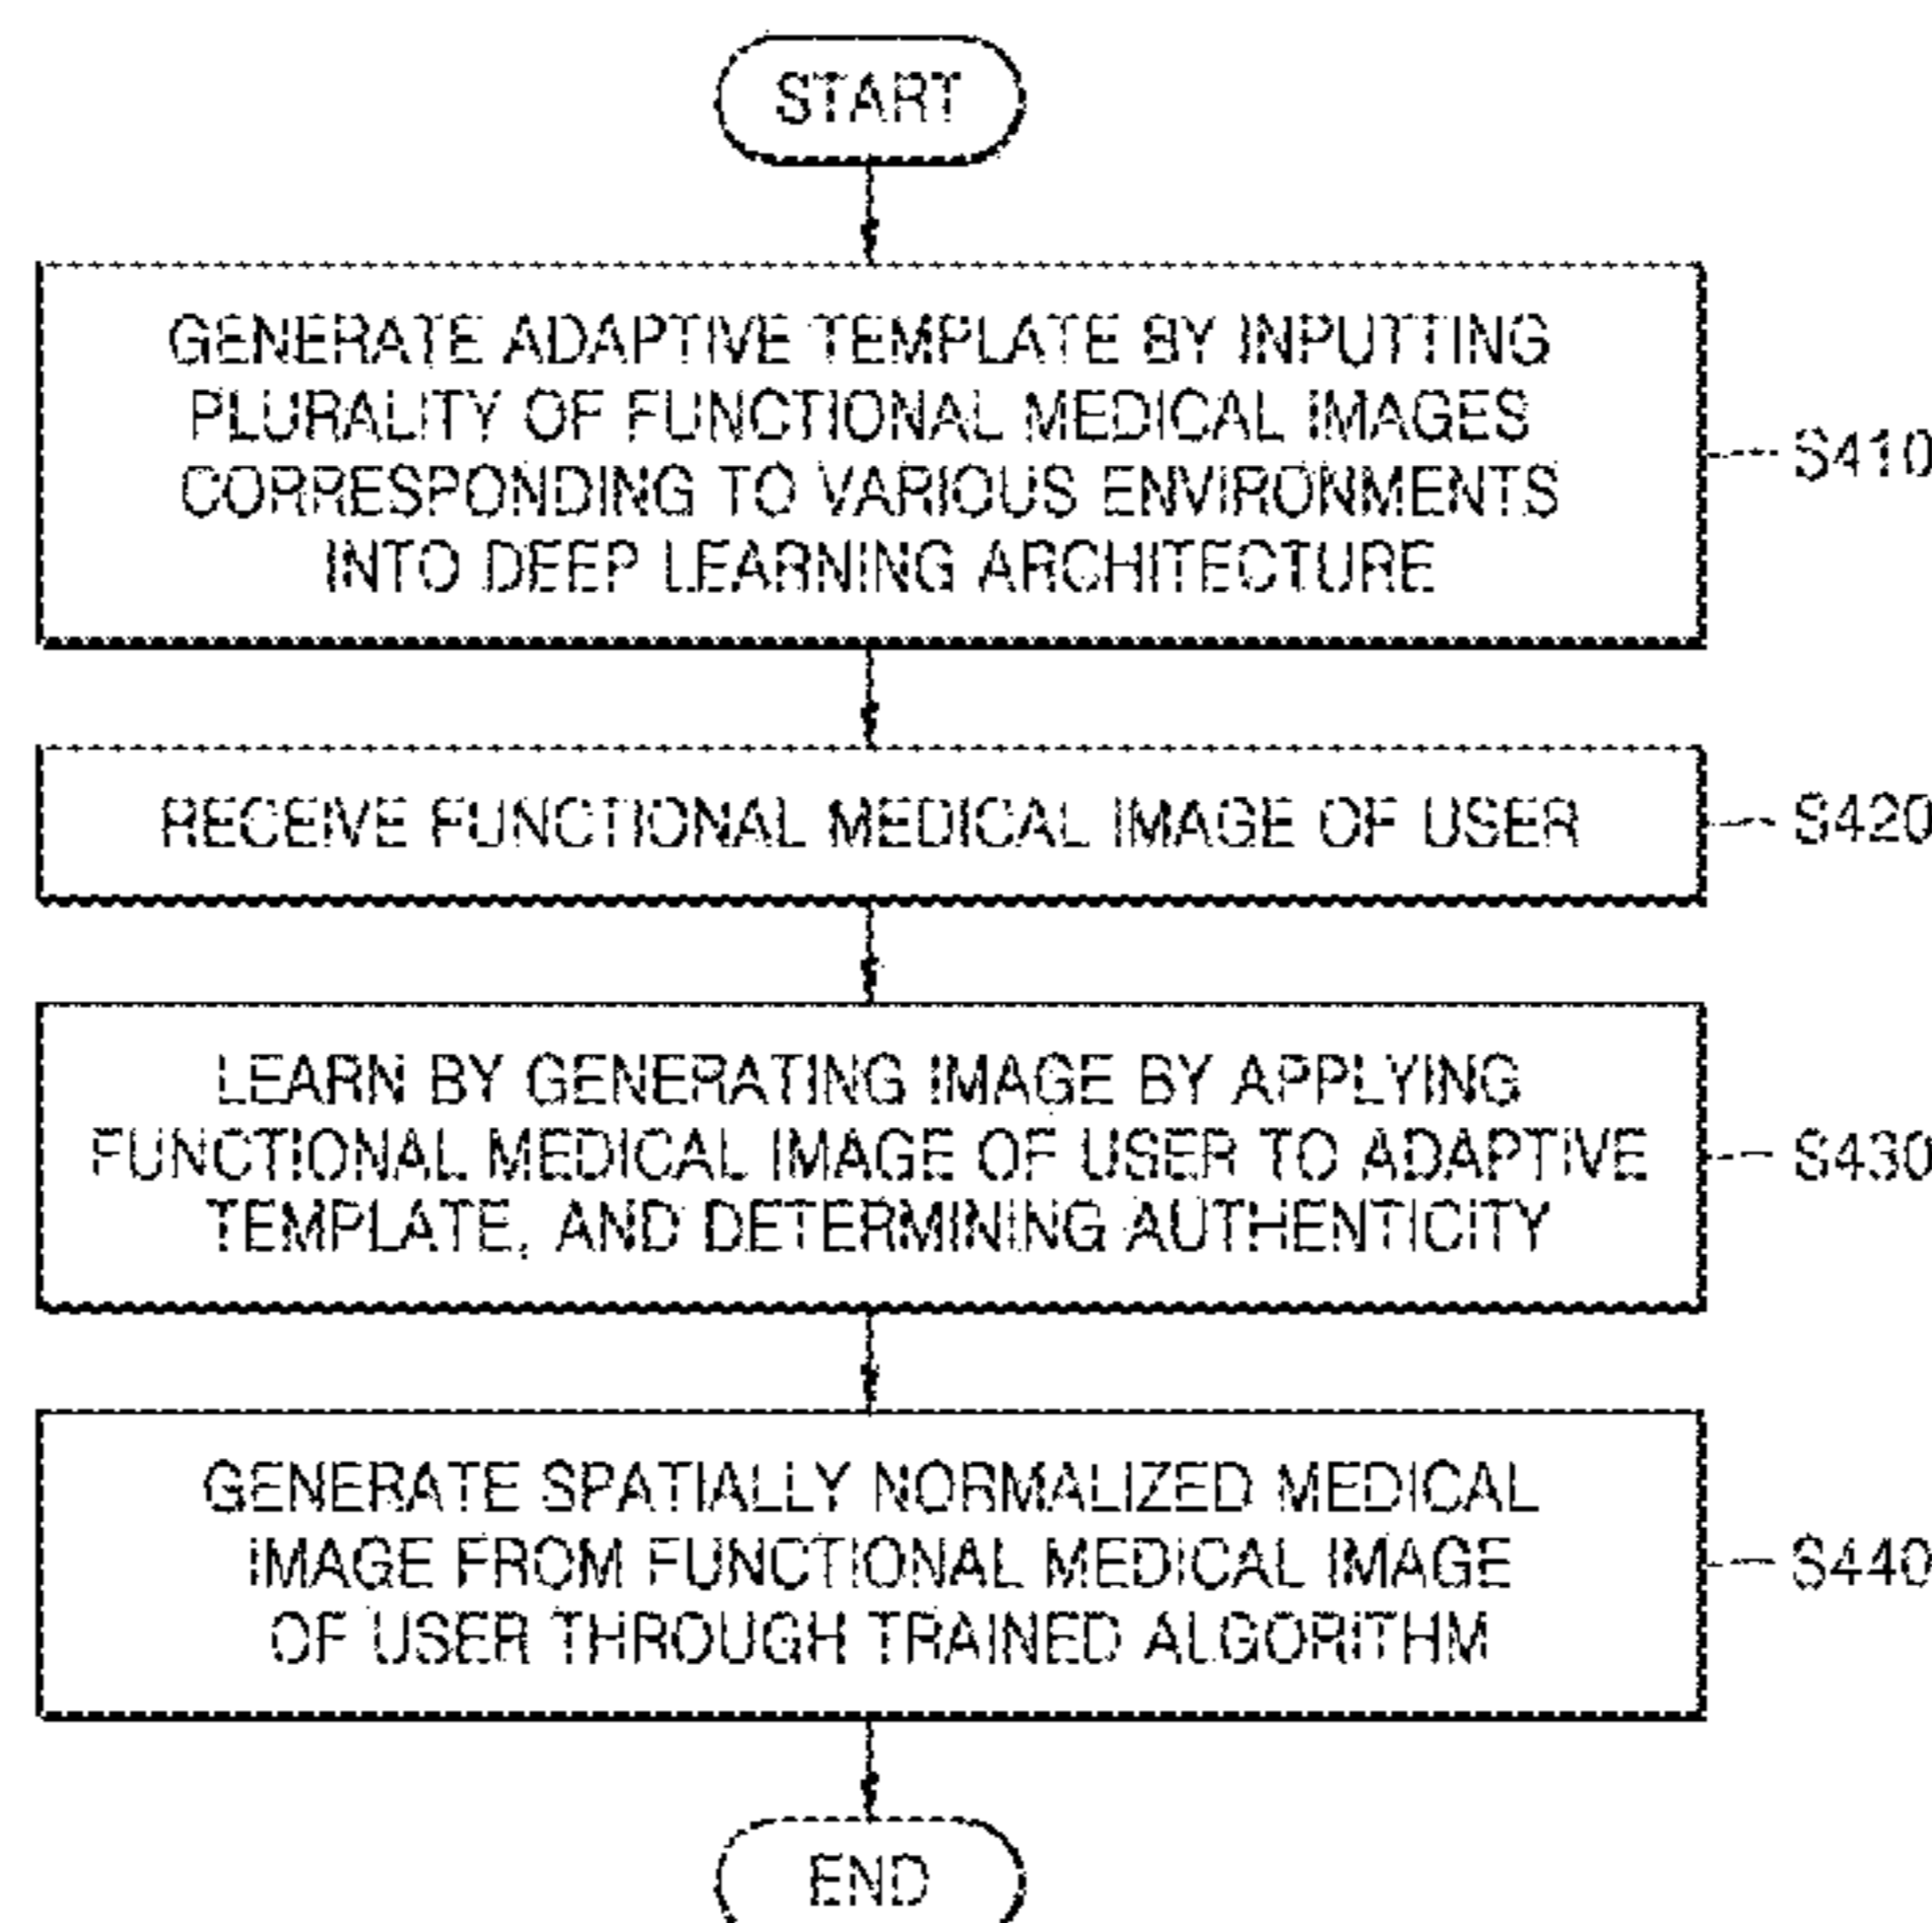 START
GENERATE ADAPTIVE TEMPLATE BY INPUTTING
PLURALITY OF FUNCTIONAL MEDICAL IMAGES
CORRESPONDING TO VARIOUS ENVIRONMENTS
INTO DEEP LEARNING ARCHITECTURE
S410
RECEIVE FUNCTIONAL MEDICAL IMAGE OF USER
S420
LEARN BY GENERATING IMAGE BY APPLYING
FUNCTIONAL MEDICAL IMAGE OF USER TO ADAPTIVE
TEMPLATE, AND DETERMINING AUTHENTICITY
S430
GENERATE SPATIALLY NORMALIZED MEDICAL
IMAGE FROM FUNCTIONAL MEDICAL IMAGE
OF USER THROUGH TRAINED ALGORITHM
S440
END